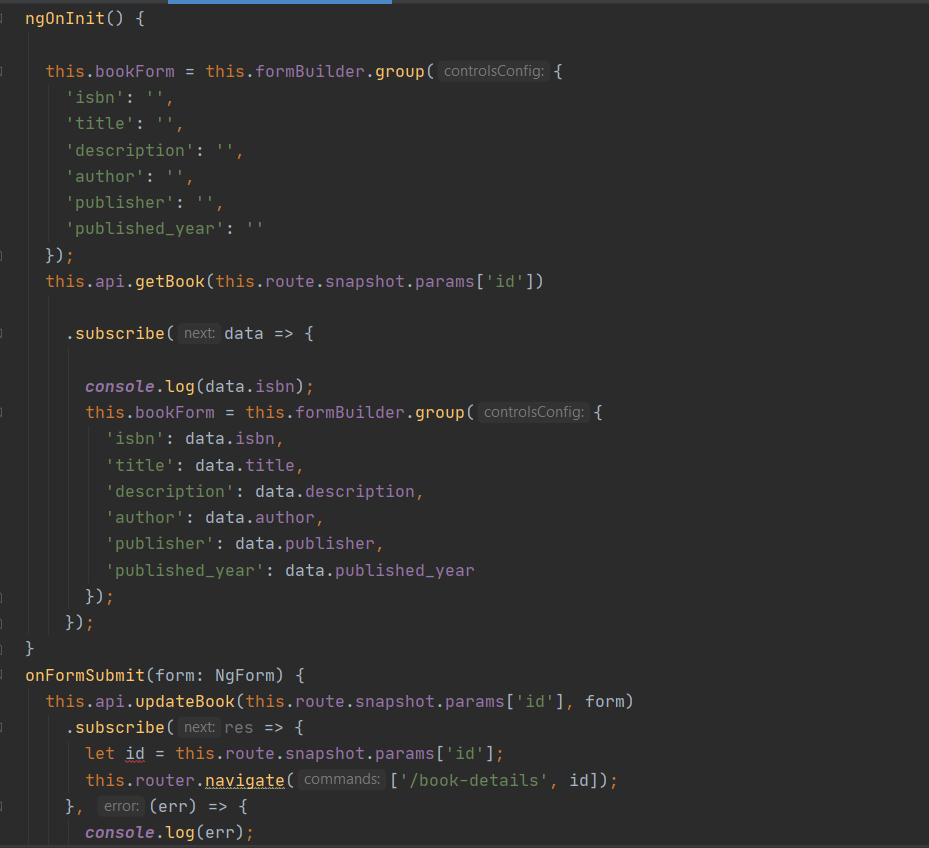 ngOnInit() {
this.bookForm = this.formBuilder.group( controlsConfig: {
'isbn': '',
'title': '',
'description': '',
'author': '',
'publisher': '',
'published_year': ''
});
this.api.getBook(this.route.snapshot.params['id'])
.subscribe( next: data => {
console.log(data.isbn);
this.bookForm = this.formBuilder.group( controlsConfig: {
'isbn': data.isbn,
'title': data.title,
'description': data.description,
'author': data.author,
'publisher': data.publisher,
'published_year': data.published_year
});
});
}
onFormSubmit(form: NgForm) {
this.api.updateBook(this.route.snapshot.params['id'], form)
.subscribe( next: res => {
let id = this.route.snapshot.params['id'];
this.router.navigate( commands: ['/book-details', id]);
}, error: (err) => {
console.log(err);